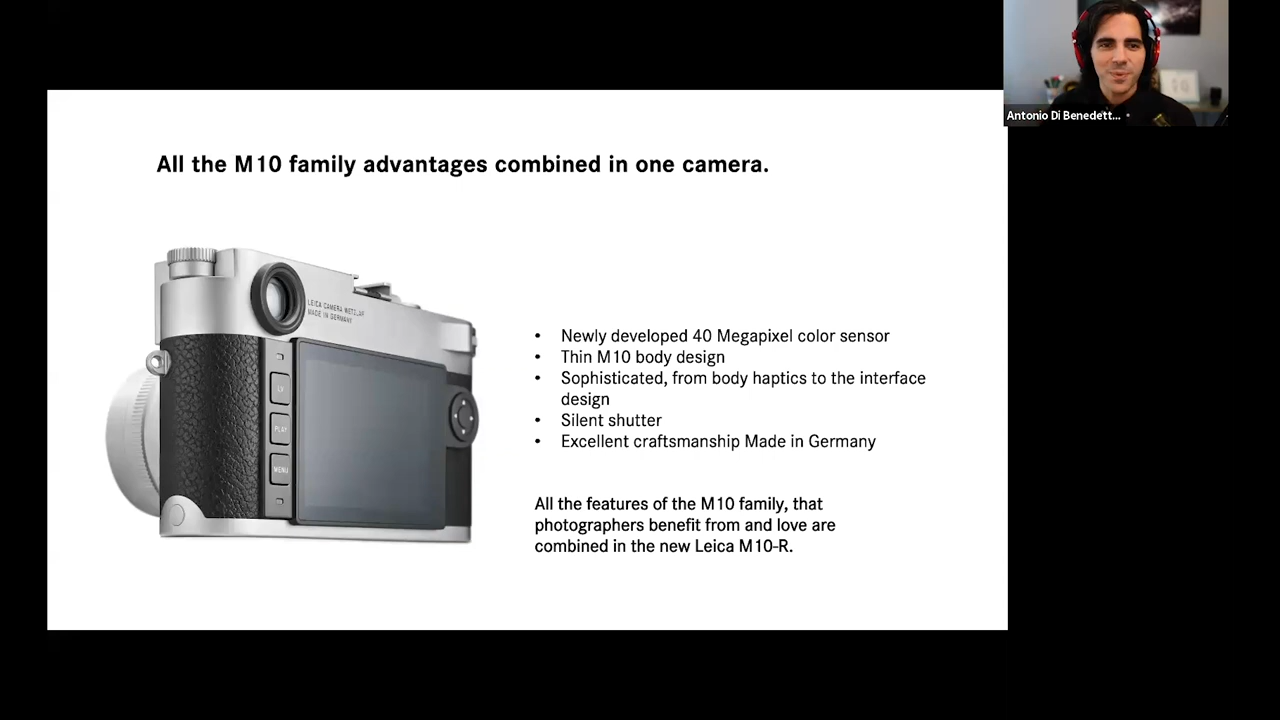 Antonio Di Benedett...
All the M10 family advantages combined in one camera.
LEICA CAMERA WETZLAR
MADE IN GERMANY
LV
PLAY
MENU
• Newly developed 40 Megapixel color sensor
• Thin M10 body design
• Sophisticated, from body haptics to the interface
design
• Silent shutter
• Excellent craftsmanship Made in Germany
All the features of the M10 family, that
photographers benefit from and love are
combined in the new Leica M10-R.